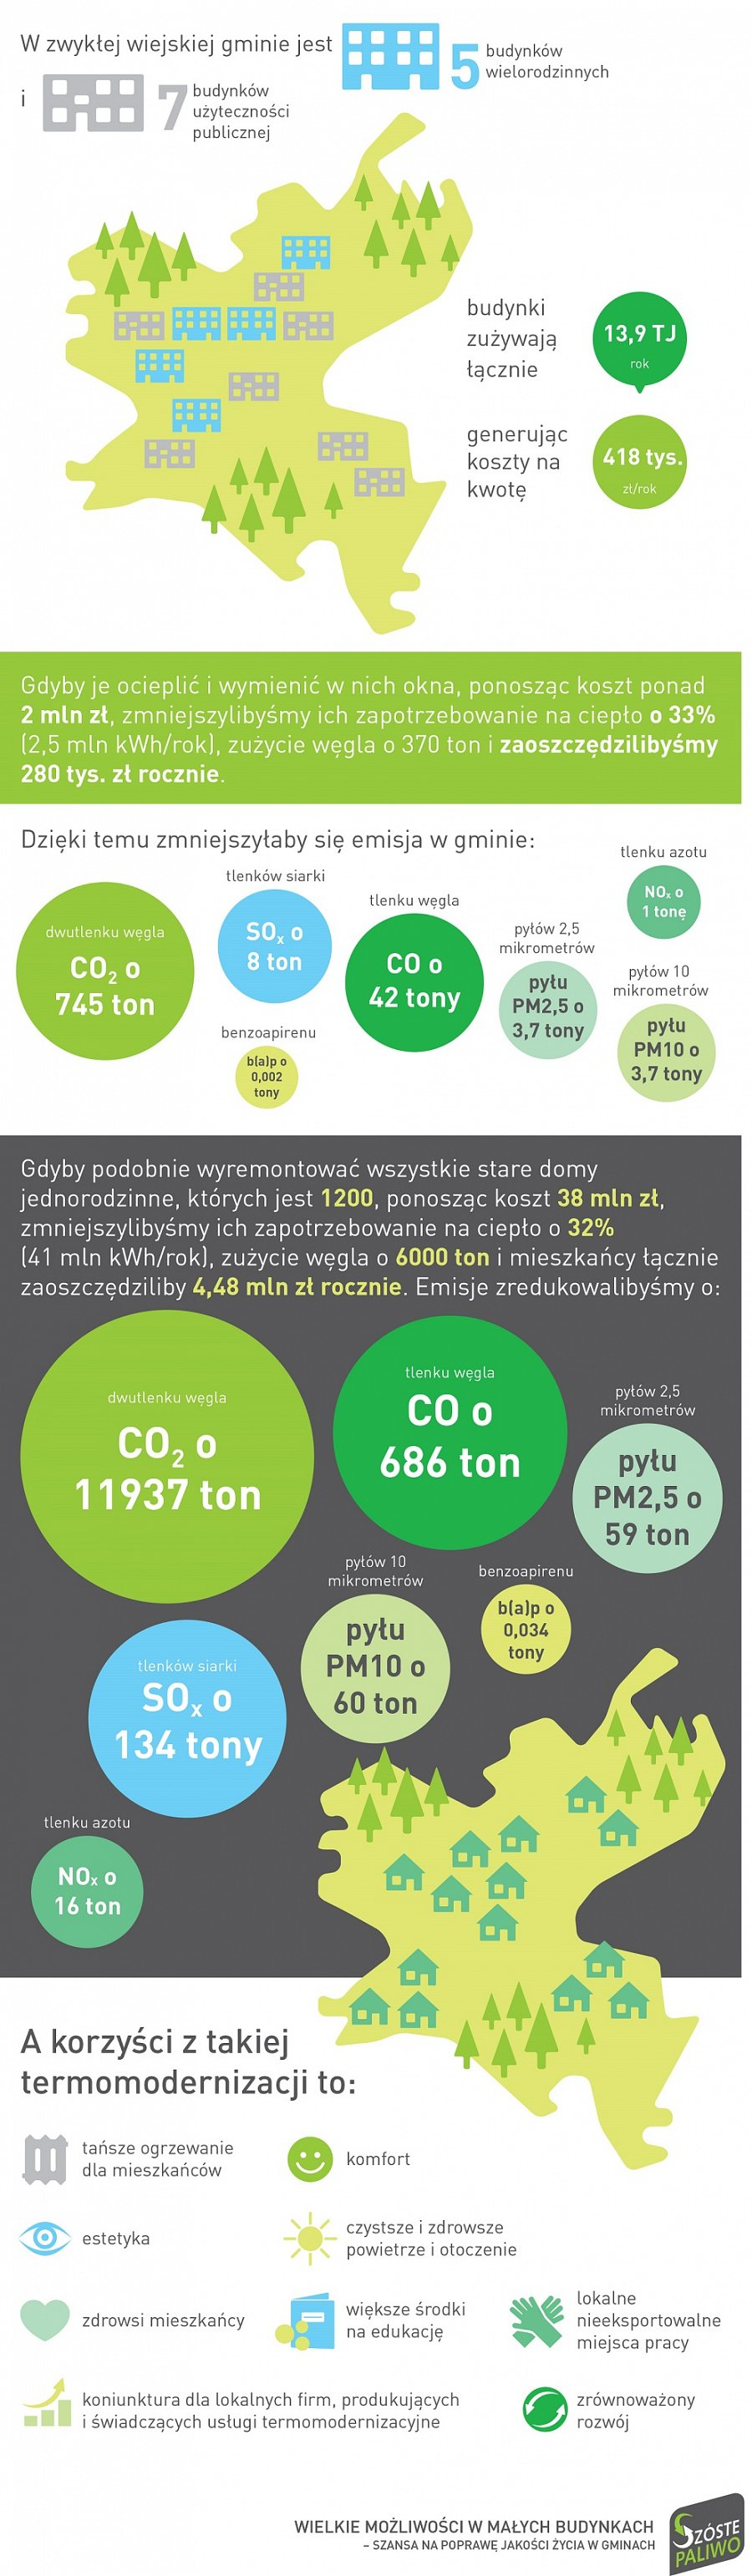 W zwykłej wiejskiej gminie jest
5 budynków
wielorodzinnych
i
7 budynków
użyteczności
publicznej
budynki
zużywają
łącznie
13,9 TJ
rok
generując
koszty na
kwotę
418 tys.
zł/rok
Gdyby je ocieplić i wymienić w nich okna, ponosząc koszt ponad
2 mln zł, zmniejszylibyśmy ich zapotrzebowanie na ciepło o 33%
(2,5 mln kWh/rok), zużycie węgla o 370 ton i zaoszczędzilibyśmy
280 tys. zł rocznie.
Dzięki temu zmniejszyłaby się emisja w gminie:
dwutlenku węgla
CO₂ o
745 ton
tlenków siarki
SOₓ o
8 ton
benzoapirenu
b(a)p o
0,002
tony
tlenku węgla
CO o
42 tony
pyłów 2,5
mikrometrów
pyłu
PM2,5 o
3,7 tony
tlenku azotu
NOₓ o
1 tonę
pyłów 10
mikrometrów
pyłu
PM10 o
3,7 tony
Gdyby podobnie wyremontować wszystkie stare domy
jednorodzinne, których jest 1200, ponosząc koszt 38 mln zł,
zmniejszylibyśmy ich zapotrzebowanie na ciepło o 32%
(41 mln kWh/rok), zużycie węgla o 6000 ton i mieszkańcy łącznie
zaoszczędziliby 4,48 mln zł rocznie. Emisje zredukowalibyśmy o:
dwutlenku węgla
CO₂ o
11937 ton
tlenku węgla
CO o
686 ton
pyłów 2,5
mikrometrów
pyłu
PM2,5 o
59 ton
pyłów 10
mikrometrów
pyłu
PM10 o
60 ton
benzoapirenu
b(a)p o
0,034
tony
tlenków siarki
SOₓ o
134 tony
tlenku azotu
NOₓ o
16 ton
A korzyści z takiej
termomodernizacji to:
tańsze ogrzewanie
dla mieszkańców
komfort
estetyka
czystsze i zdrowsze
powietrze i otoczenie
zdrowsi mieszkańcy
większe środki
na edukację
lokalne
nieeksportowalne
miejsca pracy
koniunktura dla lokalnych firm, produkujących
i świadczących usługi termomodernizacyjne
zrównoważony
rozwój
WIELKIE MOŻLIWOŚCI W MAŁYCH BUDYNKACH
– SZANSA NA POPRAWĘ JAKOŚCI ŻYCIA W GMINACH
SZÓSTE
PALIWO